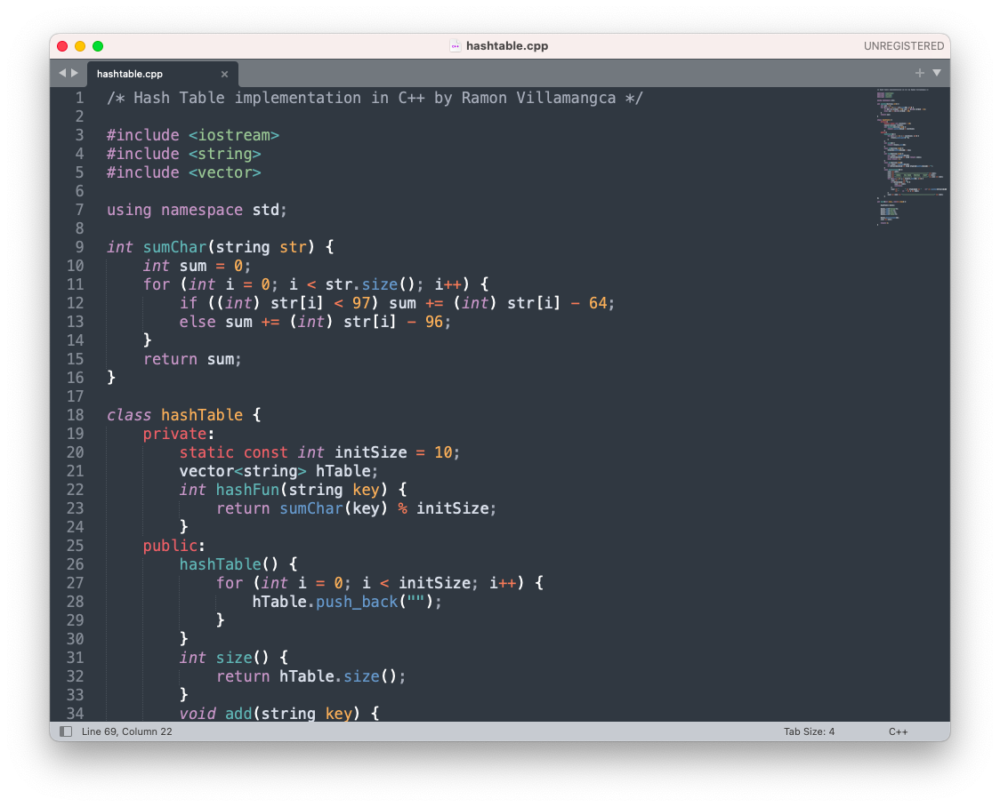 hashtable.cpp
UNREGISTERED
hashtable.cpp
1 /* Hash Table implementation in C++ by Ramon Villamangca */
2
3 #include <iostream>
4 #include <string>
5 #include <vector>
6
7 using namespace std;
8
9 int sumChar(string str) {
10     int sum = 0;
11     for (int i = 0; i < str.size(); i++) {
12         if ((int) str[i] < 97) sum += (int) str[i] - 64;
13         else sum += (int) str[i] - 96;
14     }
15     return sum;
16 }
17
18 class hashTable {
19     private:
20         static const int initSize = 10;
21         vector<string> hTable;
22         int hashFun(string key) {
23             return sumChar(key) % initSize;
24         }
25     public:
26         hashTable() {
27             for (int i = 0; i < initSize; i++) {
28                 hTable.push_back("");
29             }
30         }
31         int size() {
32             return hTable.size();
33         }
34         void add(string key) {
Line 69, Column 22
Tab Size: 4
C++